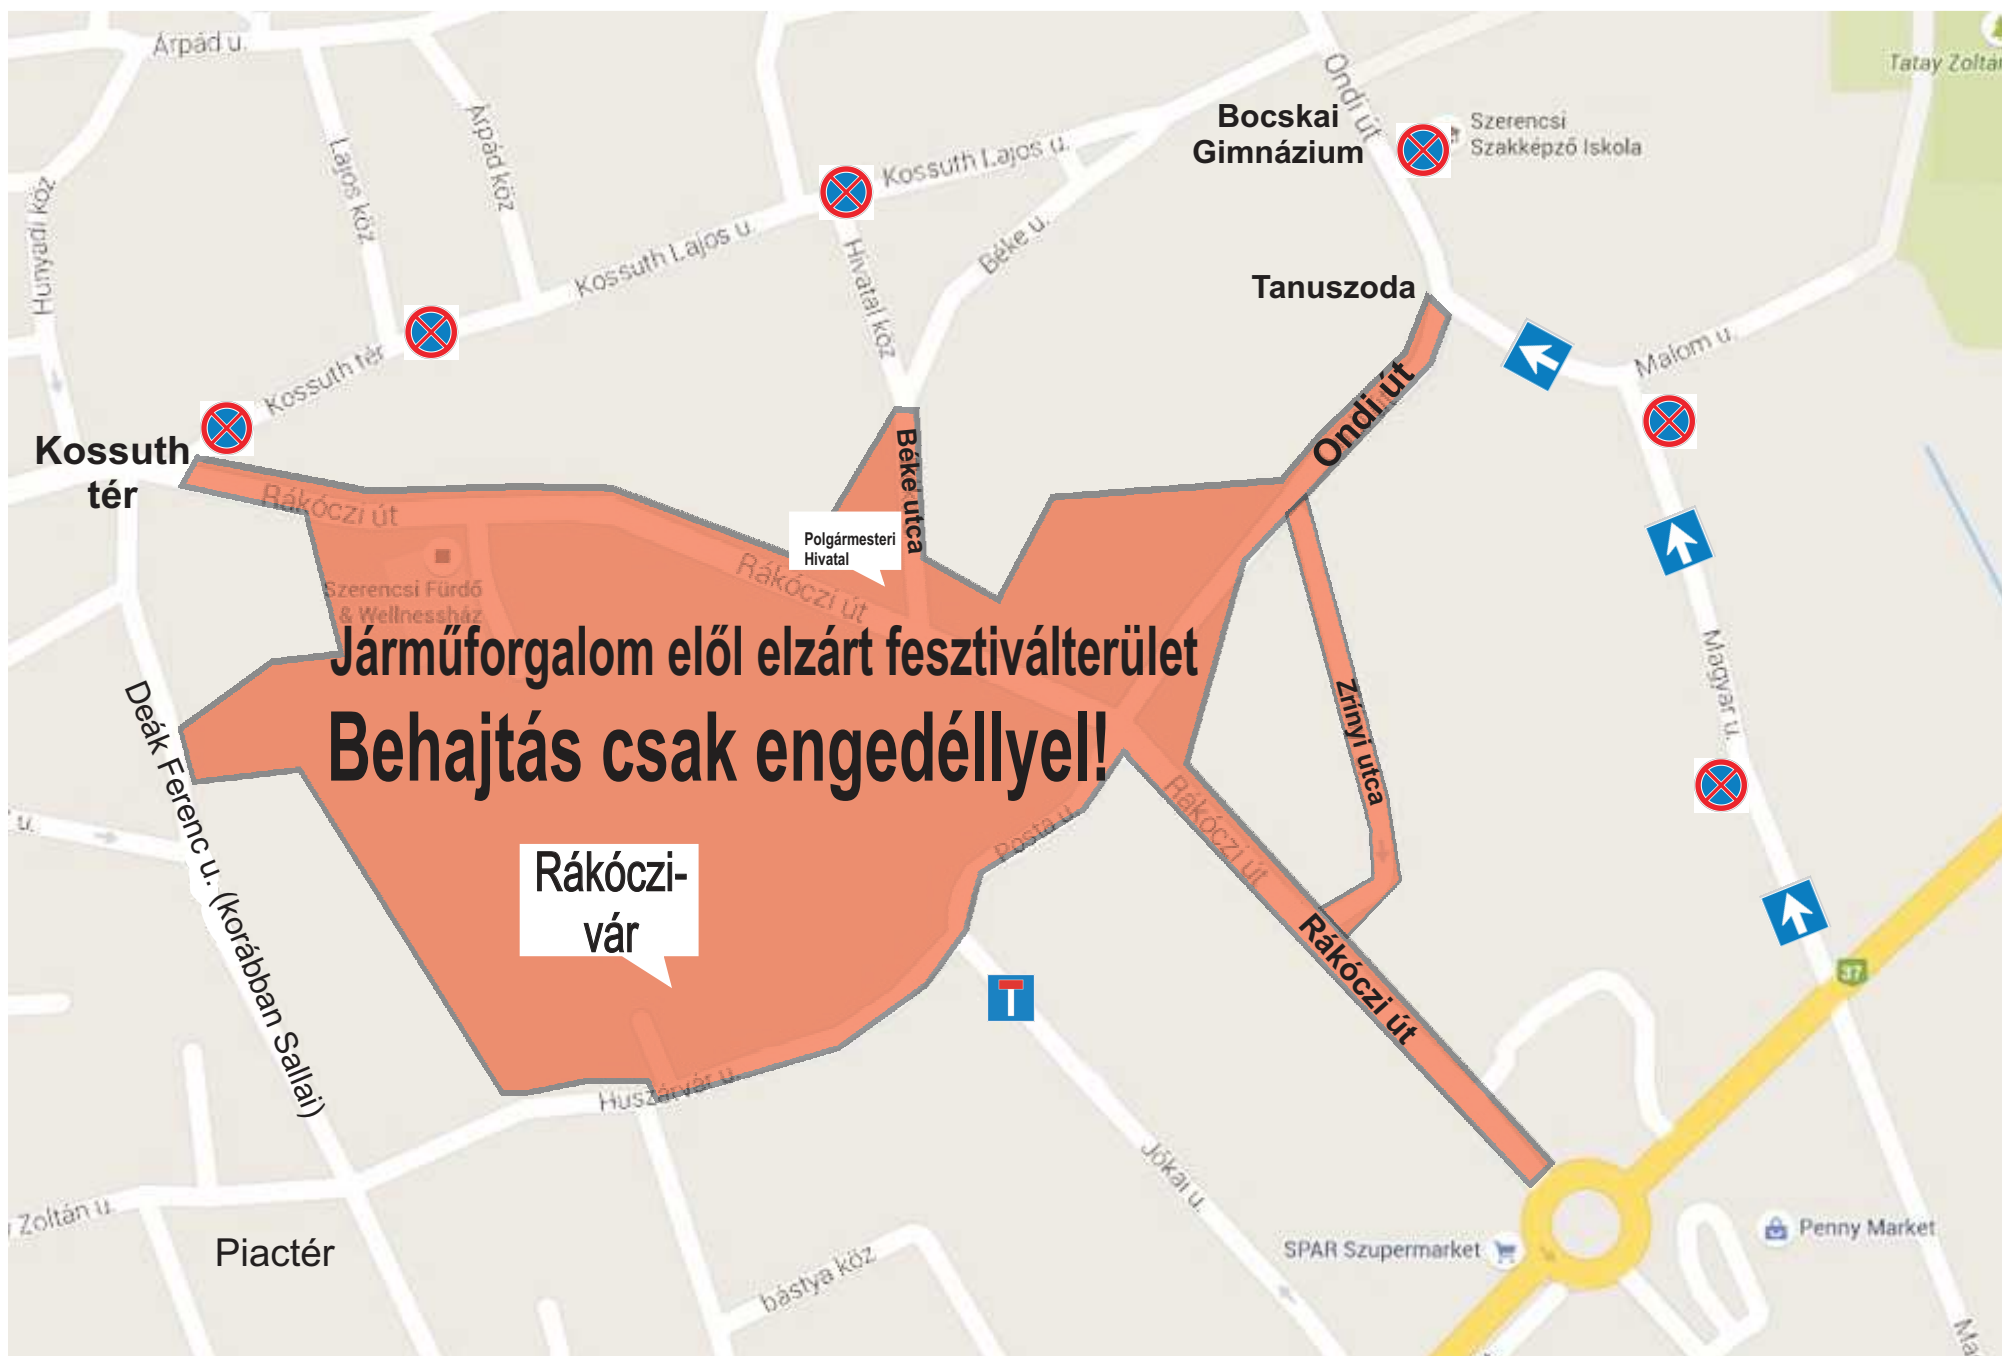 Árpád u.
Tatay Zoltán
Ondi út
Bocskai
Gimnázium
Szerencsi
Szakképző Iskola
Árpád köz
Lajos köz
Kossuth Lajos u.
Hunyadi köz
Kossuth Lajos u.
Hivatal köz
Béke u.
Tanuszoda
Malom u.
Kossuth tér
Ondi út
Kossuth
tér
Rákóczi út
Béke utca
Polgármesteri
Hivatal
Rákóczi út
Szerencsi Fürdő
& Wellnessház
Járműforgalom elől elzárt fesztiválterület
Behajtás csak engedéllyel!
Zrínyi utca
Magyar u.
Deák Ferenc u. (korábban Sallai)
u.
Posta u.
Rákóczi út
Rákóczi-
vár
Rákóczi út
37
Huszárvár u.
Jókai u.
Zoltán u.
Piactér
SPAR Szupermarket
Penny Market
bástya köz